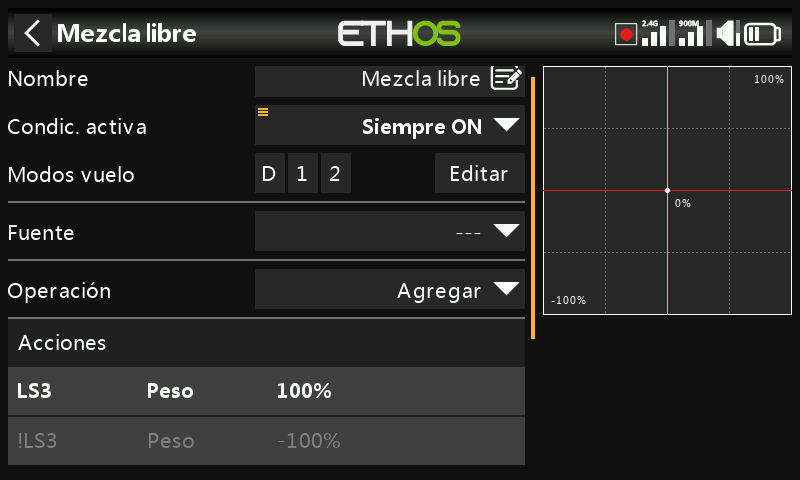 Mezcla libre
ETHOS
2.4G
900M
Nombre
Mezcla libre
Condic. activa
Siempre ON
Modos vuelo
D 1 2
Editar
Fuente
---
Operación
Agregar
Acciones
LS3 Peso 100%
!LS3 Peso -100%
100%
0%
-100%